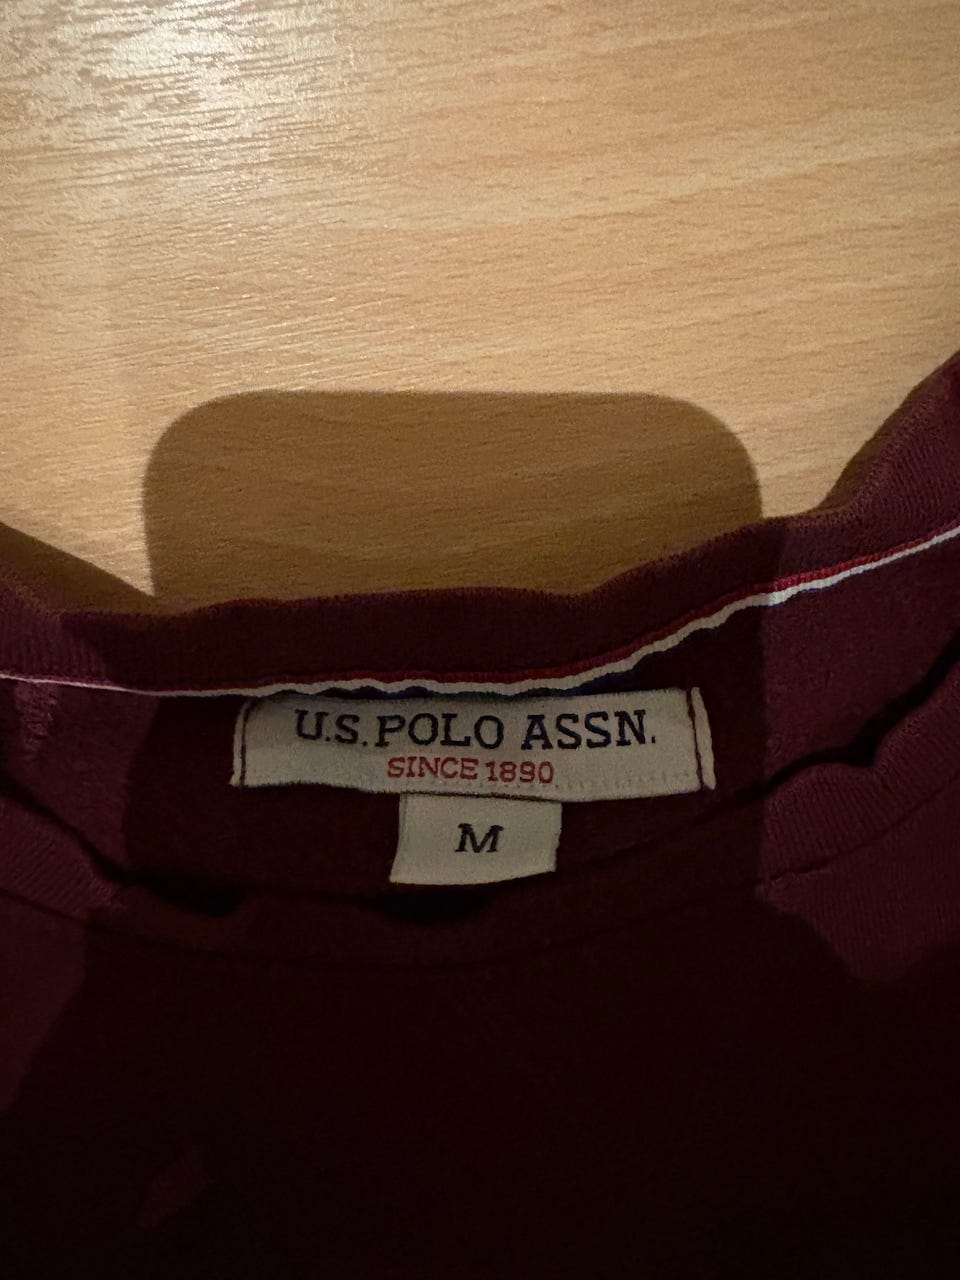 U.S. POLO ASSN.
SINCE 1890
M